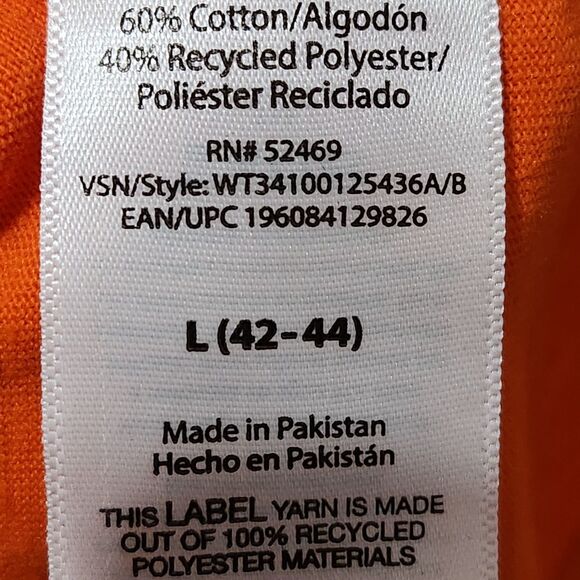 60% Cotton/Algodón
40% Recycled Polyester/
Poliéster Reciclado
RN# 52469
VSN/Style: WT34100125436A/B
EAN/UPC 196084129826
L (42-44)
Made in Pakistan
Hecho en Pakistán
THIS LABEL YARN IS MADE
OUT OF 100% RECYCLED
POLYESTER MATERIALS